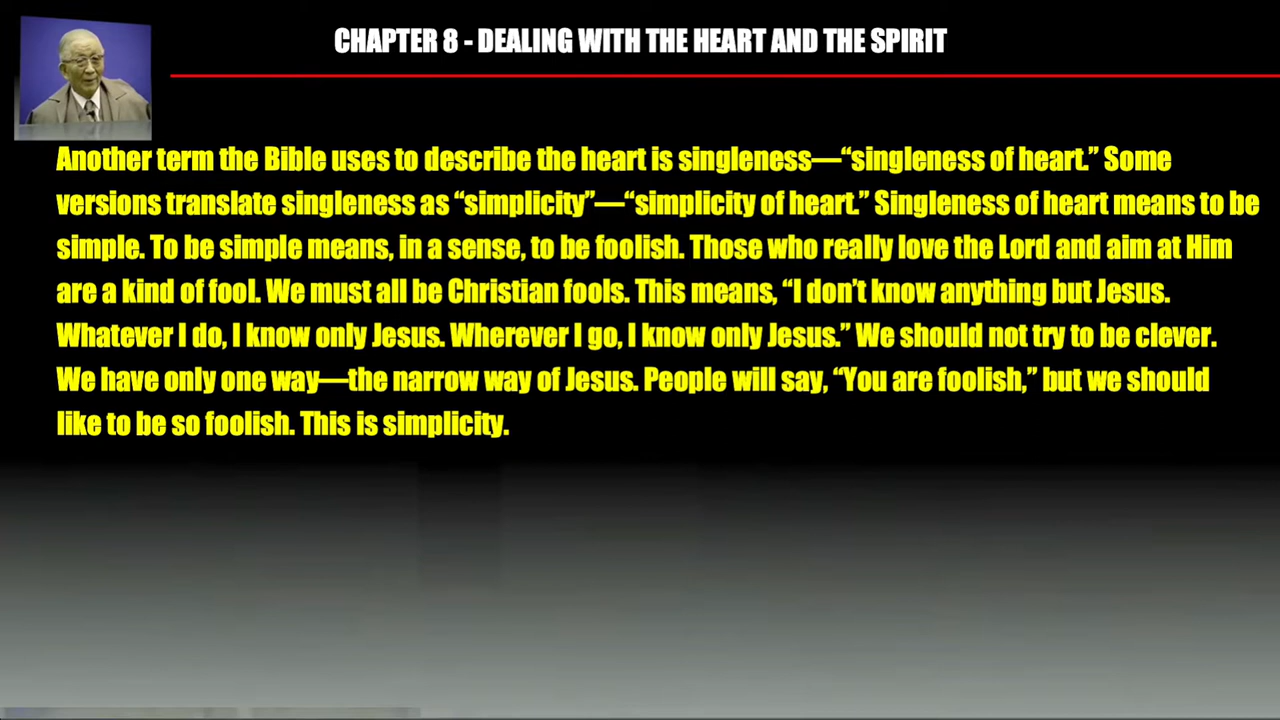 CHAPTER 8 - DEALING WITH THE HEART AND THE SPIRIT
Another term the Bible uses to describe the heart is singleness—“singleness of heart.” Some
versions translate singleness as “simplicity”—“simplicity of heart.” Singleness of heart means to be
simple. To be simple means, in a sense, to be foolish. Those who really love the Lord and aim at Him
are a kind of fool. We must all be Christian fools. This means, “I don’t know anything but Jesus.
Whatever I do, I know only Jesus. Wherever I go, I know only Jesus.” We should not try to be clever.
We have only one way—the narrow way of Jesus. People will say, “You are foolish,” but we should
like to be so foolish. This is simplicity.